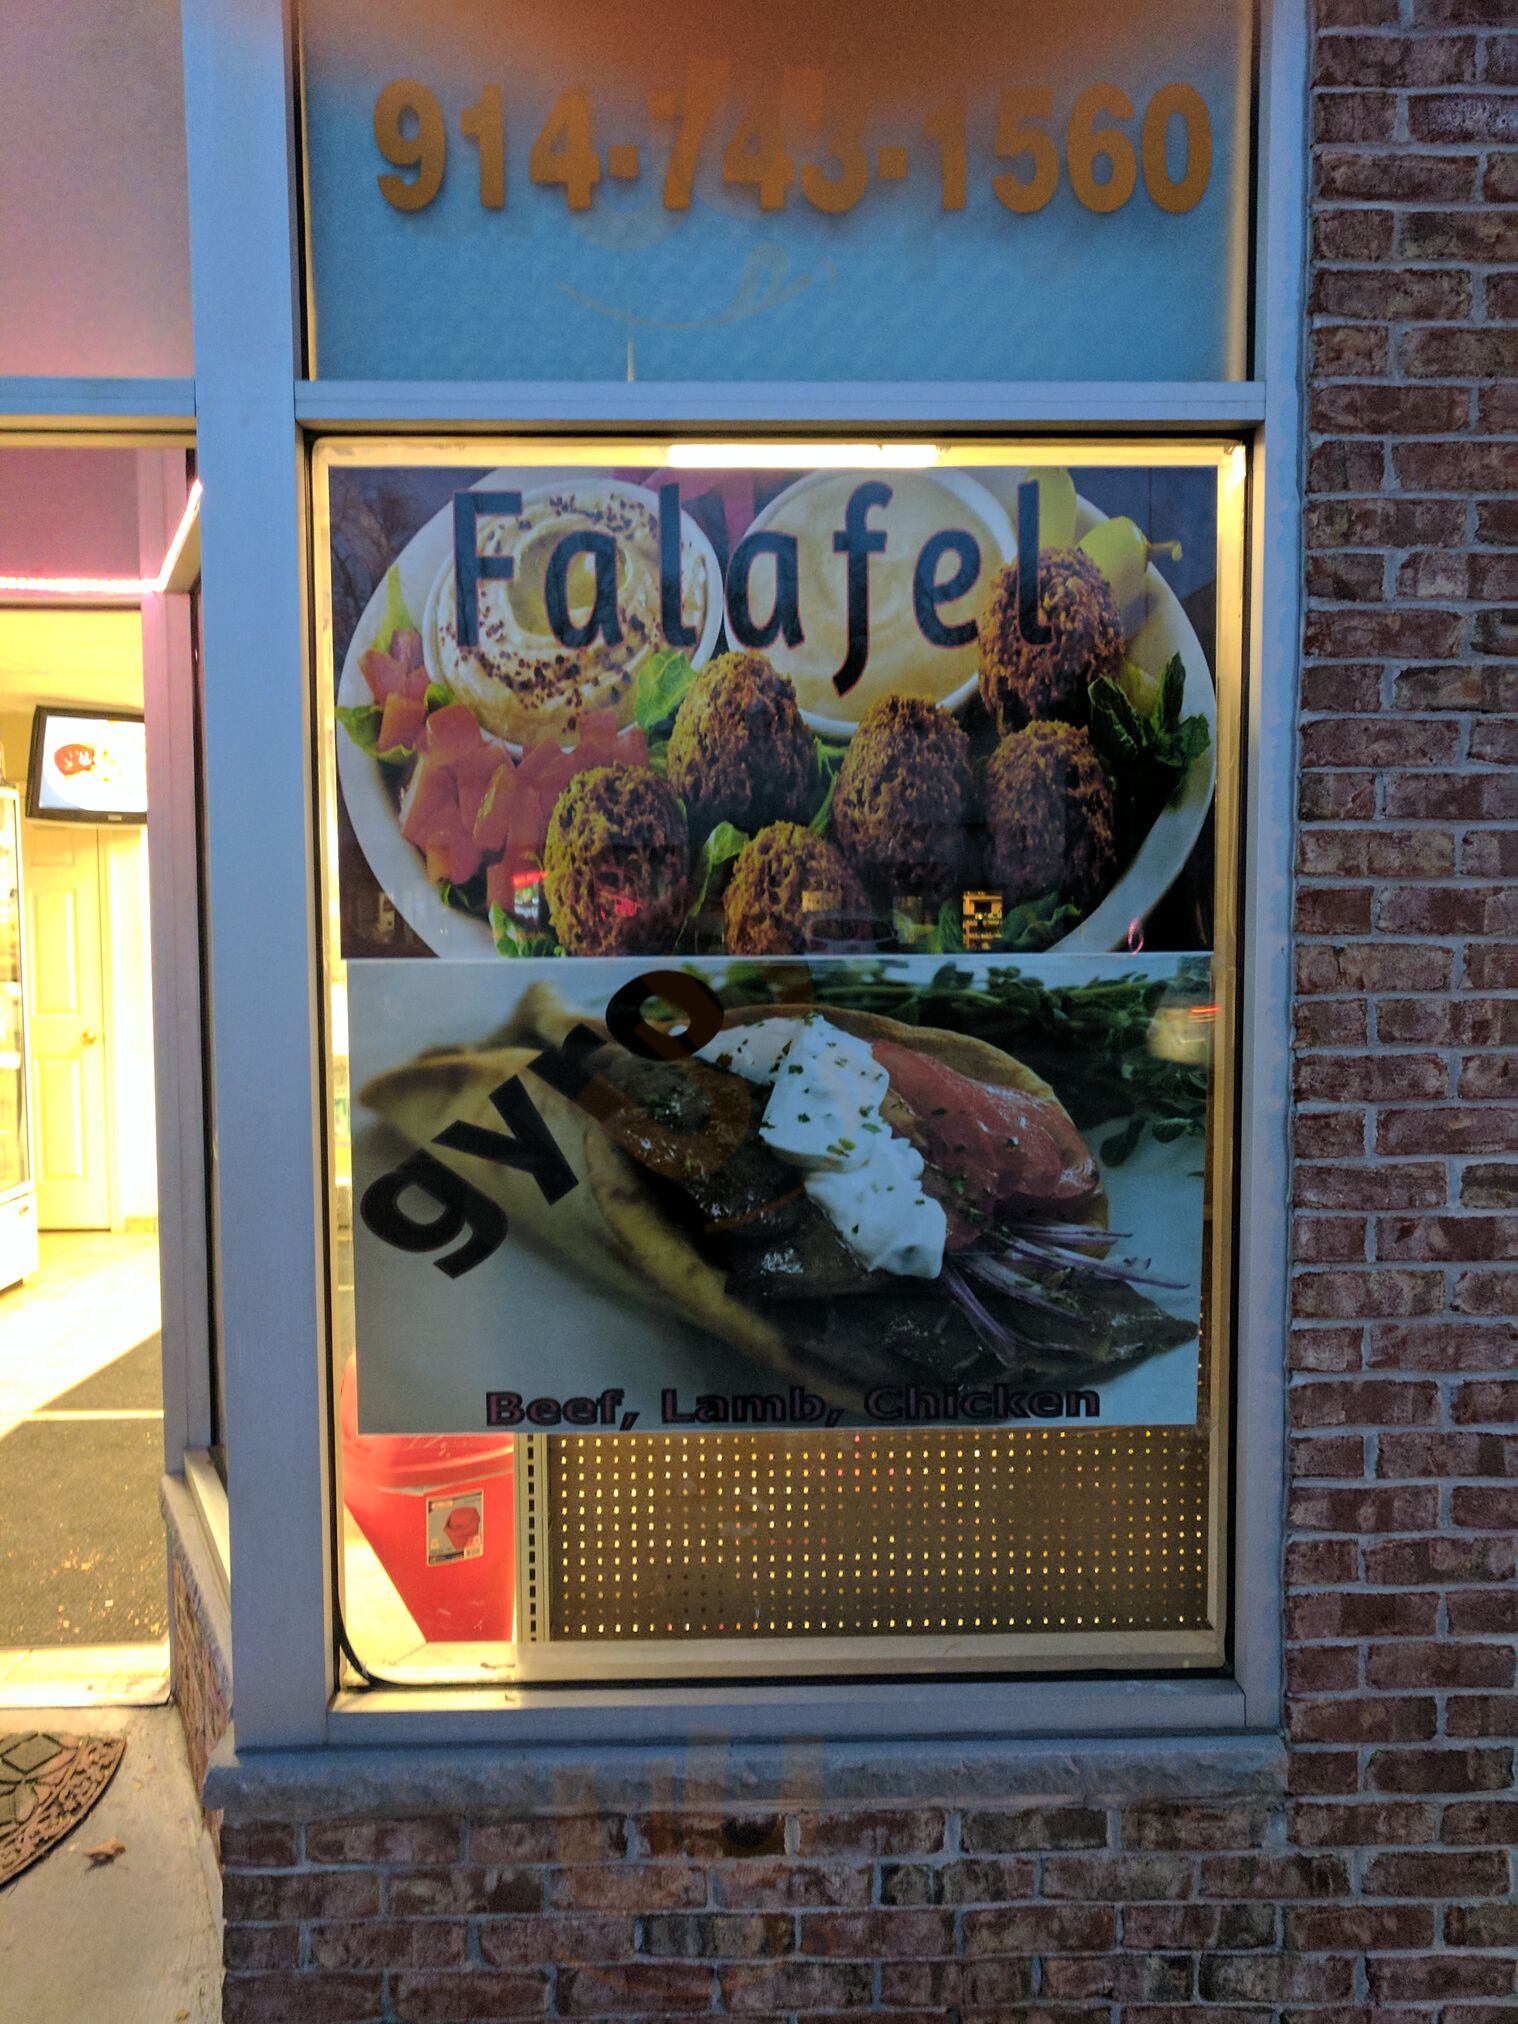 914-743-1560
Falafel
gyro
Beef, Lamb, Chicken